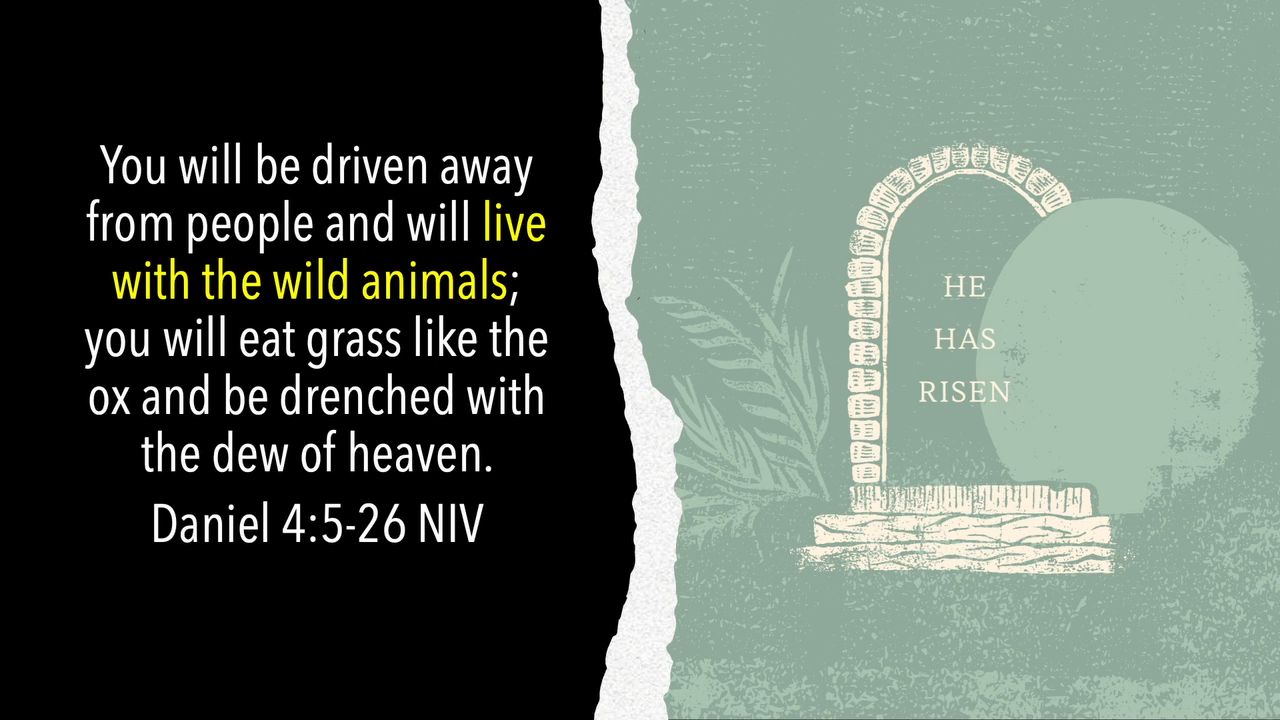 You will be driven away
from people and will live
with the wild animals;
you will eat grass like the
ox and be drenched with
the dew of heaven.
Daniel 4:5-26 NIV
HE
HAS
RISEN